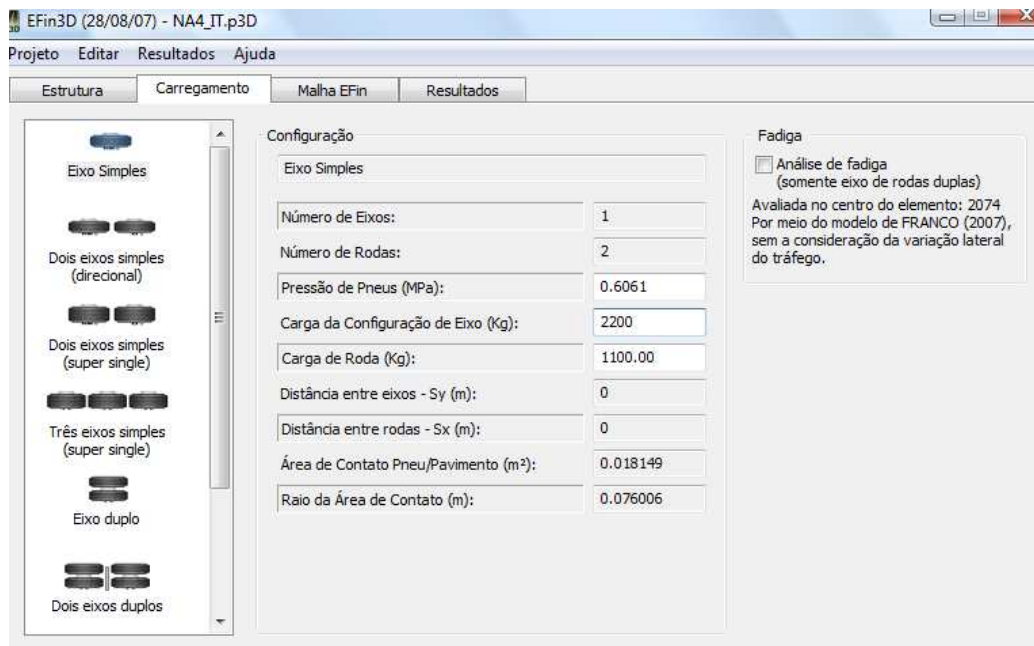 EFin3D (28/08/07) - NA4_IT.p3D
Projeto Editar Resultados Ajuda
Estrutura Carregamento Malha EFin Resultados
Eixo Simples
Dois eixos simples
(direcional)
Dois eixos simples
(super single)
Três eixos simples
(super single)
Eixo duplo
Dois eixos duplos
Configuração
Eixo Simples
Número de Eixos: 1
Número de Rodas: 2
Pressão de Pneus (MPa): 0.6061
Carga da Configuração de Eixo (Kg): 2200
Carga de Roda (Kg): 1100.00
Distância entre eixos - Sy (m): 0
Distância entre rodas - Sx (m): 0
Área de Contato Pneu/Pavimento (m²): 0.018149
Raio da Área de Contato (m): 0.076006
Fadiga
Análise de fadiga
(somente eixo de rodas duplas)
Avaliada no centro do elemento: 2074
Por meio do modelo de FRANCO (2007),
sem a consideração da variação lateral
do tráfego.